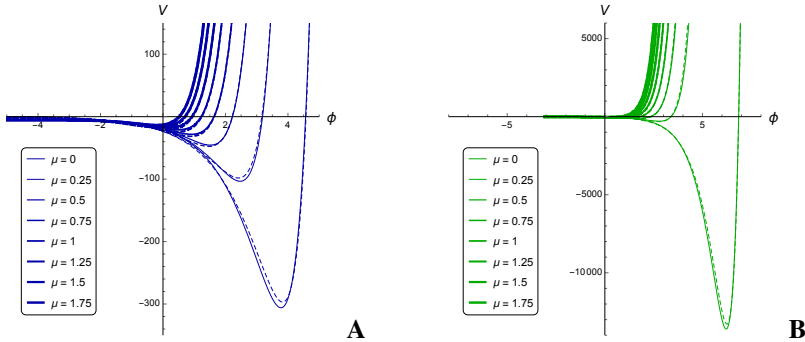 V
100
-4
-2
2
4
ϕ
-100
-200
-300
μ = 0
μ = 0.25
μ = 0.5
μ = 0.75
μ = 1
μ = 1.25
μ = 1.5
μ = 1.75
A
V
5000
-5
5
ϕ
-5000
-10000
μ = 0
μ = 0.25
μ = 0.5
μ = 0.75
μ = 1
μ = 1.25
μ = 1.5
μ = 1.75
B